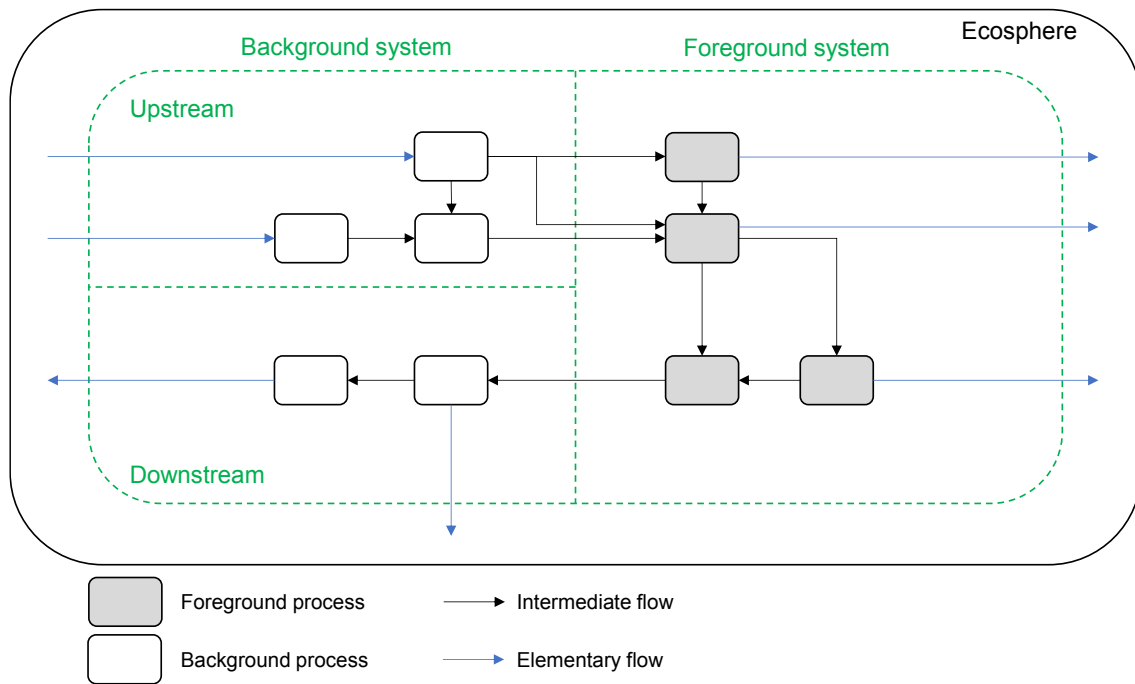 Ecosphere
Background system
Foreground system
Upstream
Downstream
Foreground process
Intermediate flow
Background process
Elementary flow